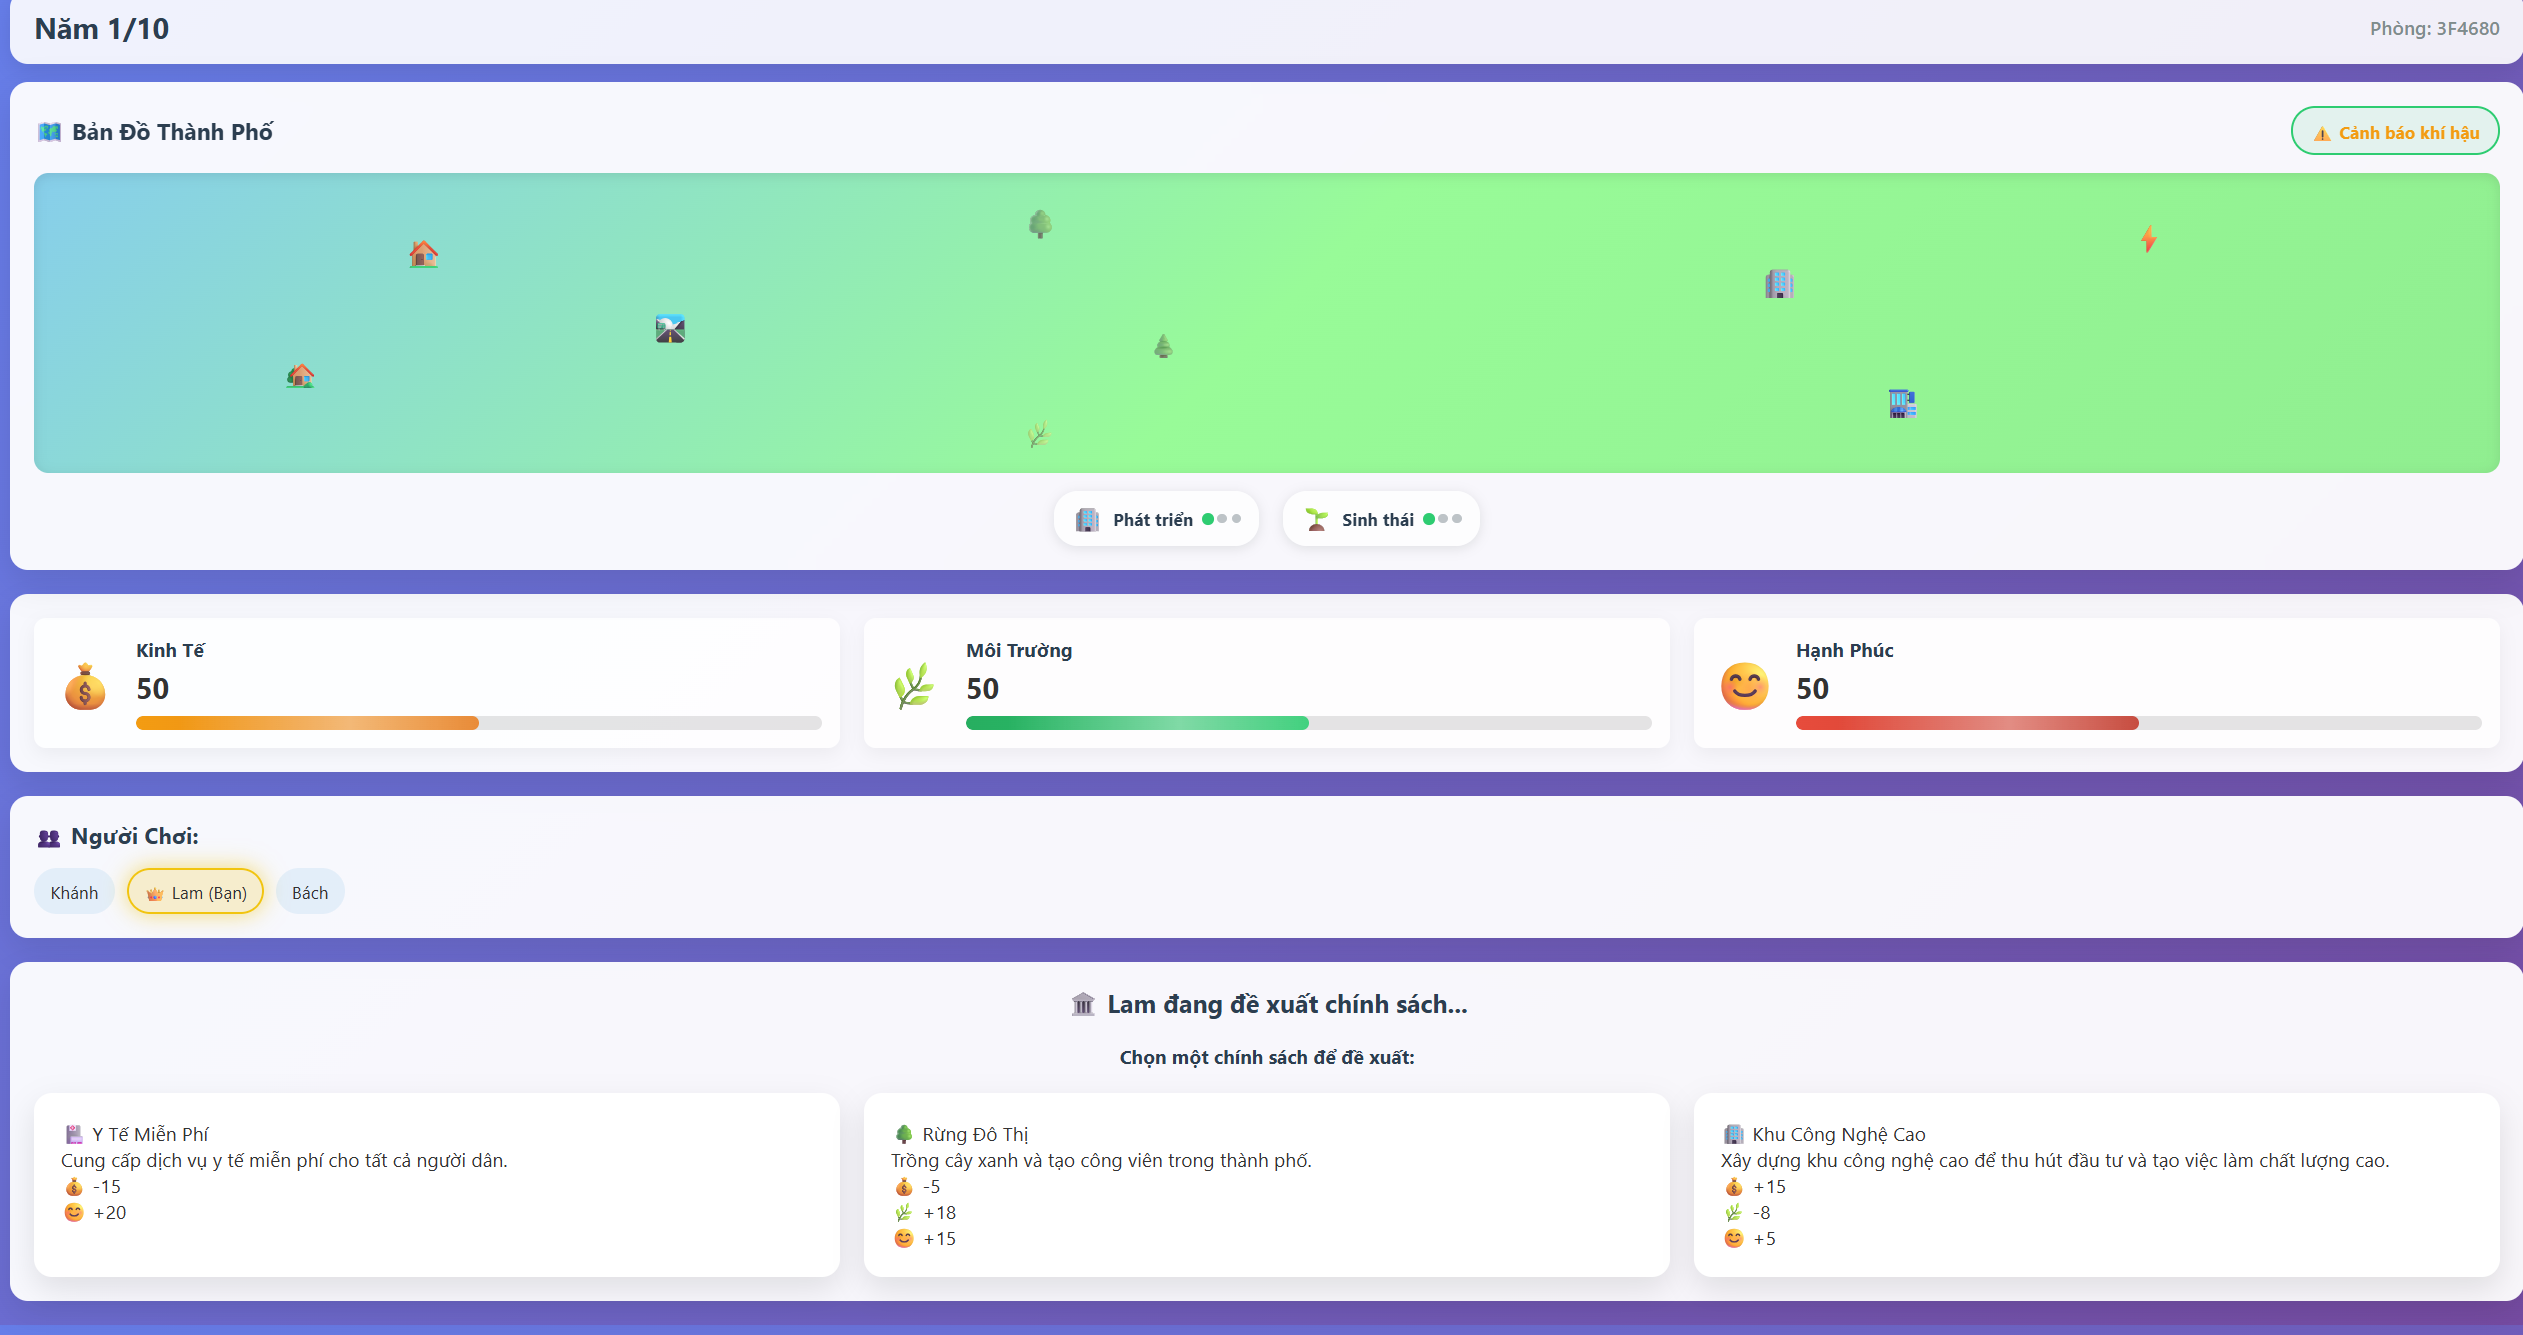 Năm 1/10
Phòng: 3F4680
Bản Đồ Thành Phố
Cảnh báo khí hậu
Phát triển
Sinh thái
Kinh Tế
50
Môi Trường
50
Hạnh Phúc
50
Người Chơi:
Khánh
Lam (Bạn)
Bách
Lam đang đề xuất chính sách...
Chọn một chính sách để đề xuất:
Y Tế Miễn Phí
Cung cấp dịch vụ y tế miễn phí cho tất cả người dân.
-15
+20
Rừng Đô Thị
Trồng cây xanh và tạo công viên trong thành phố.
-5
+18
+15
Khu Công Nghệ Cao
Xây dựng khu công nghệ cao để thu hút đầu tư và tạo việc làm chất lượng cao.
+15
-8
+5